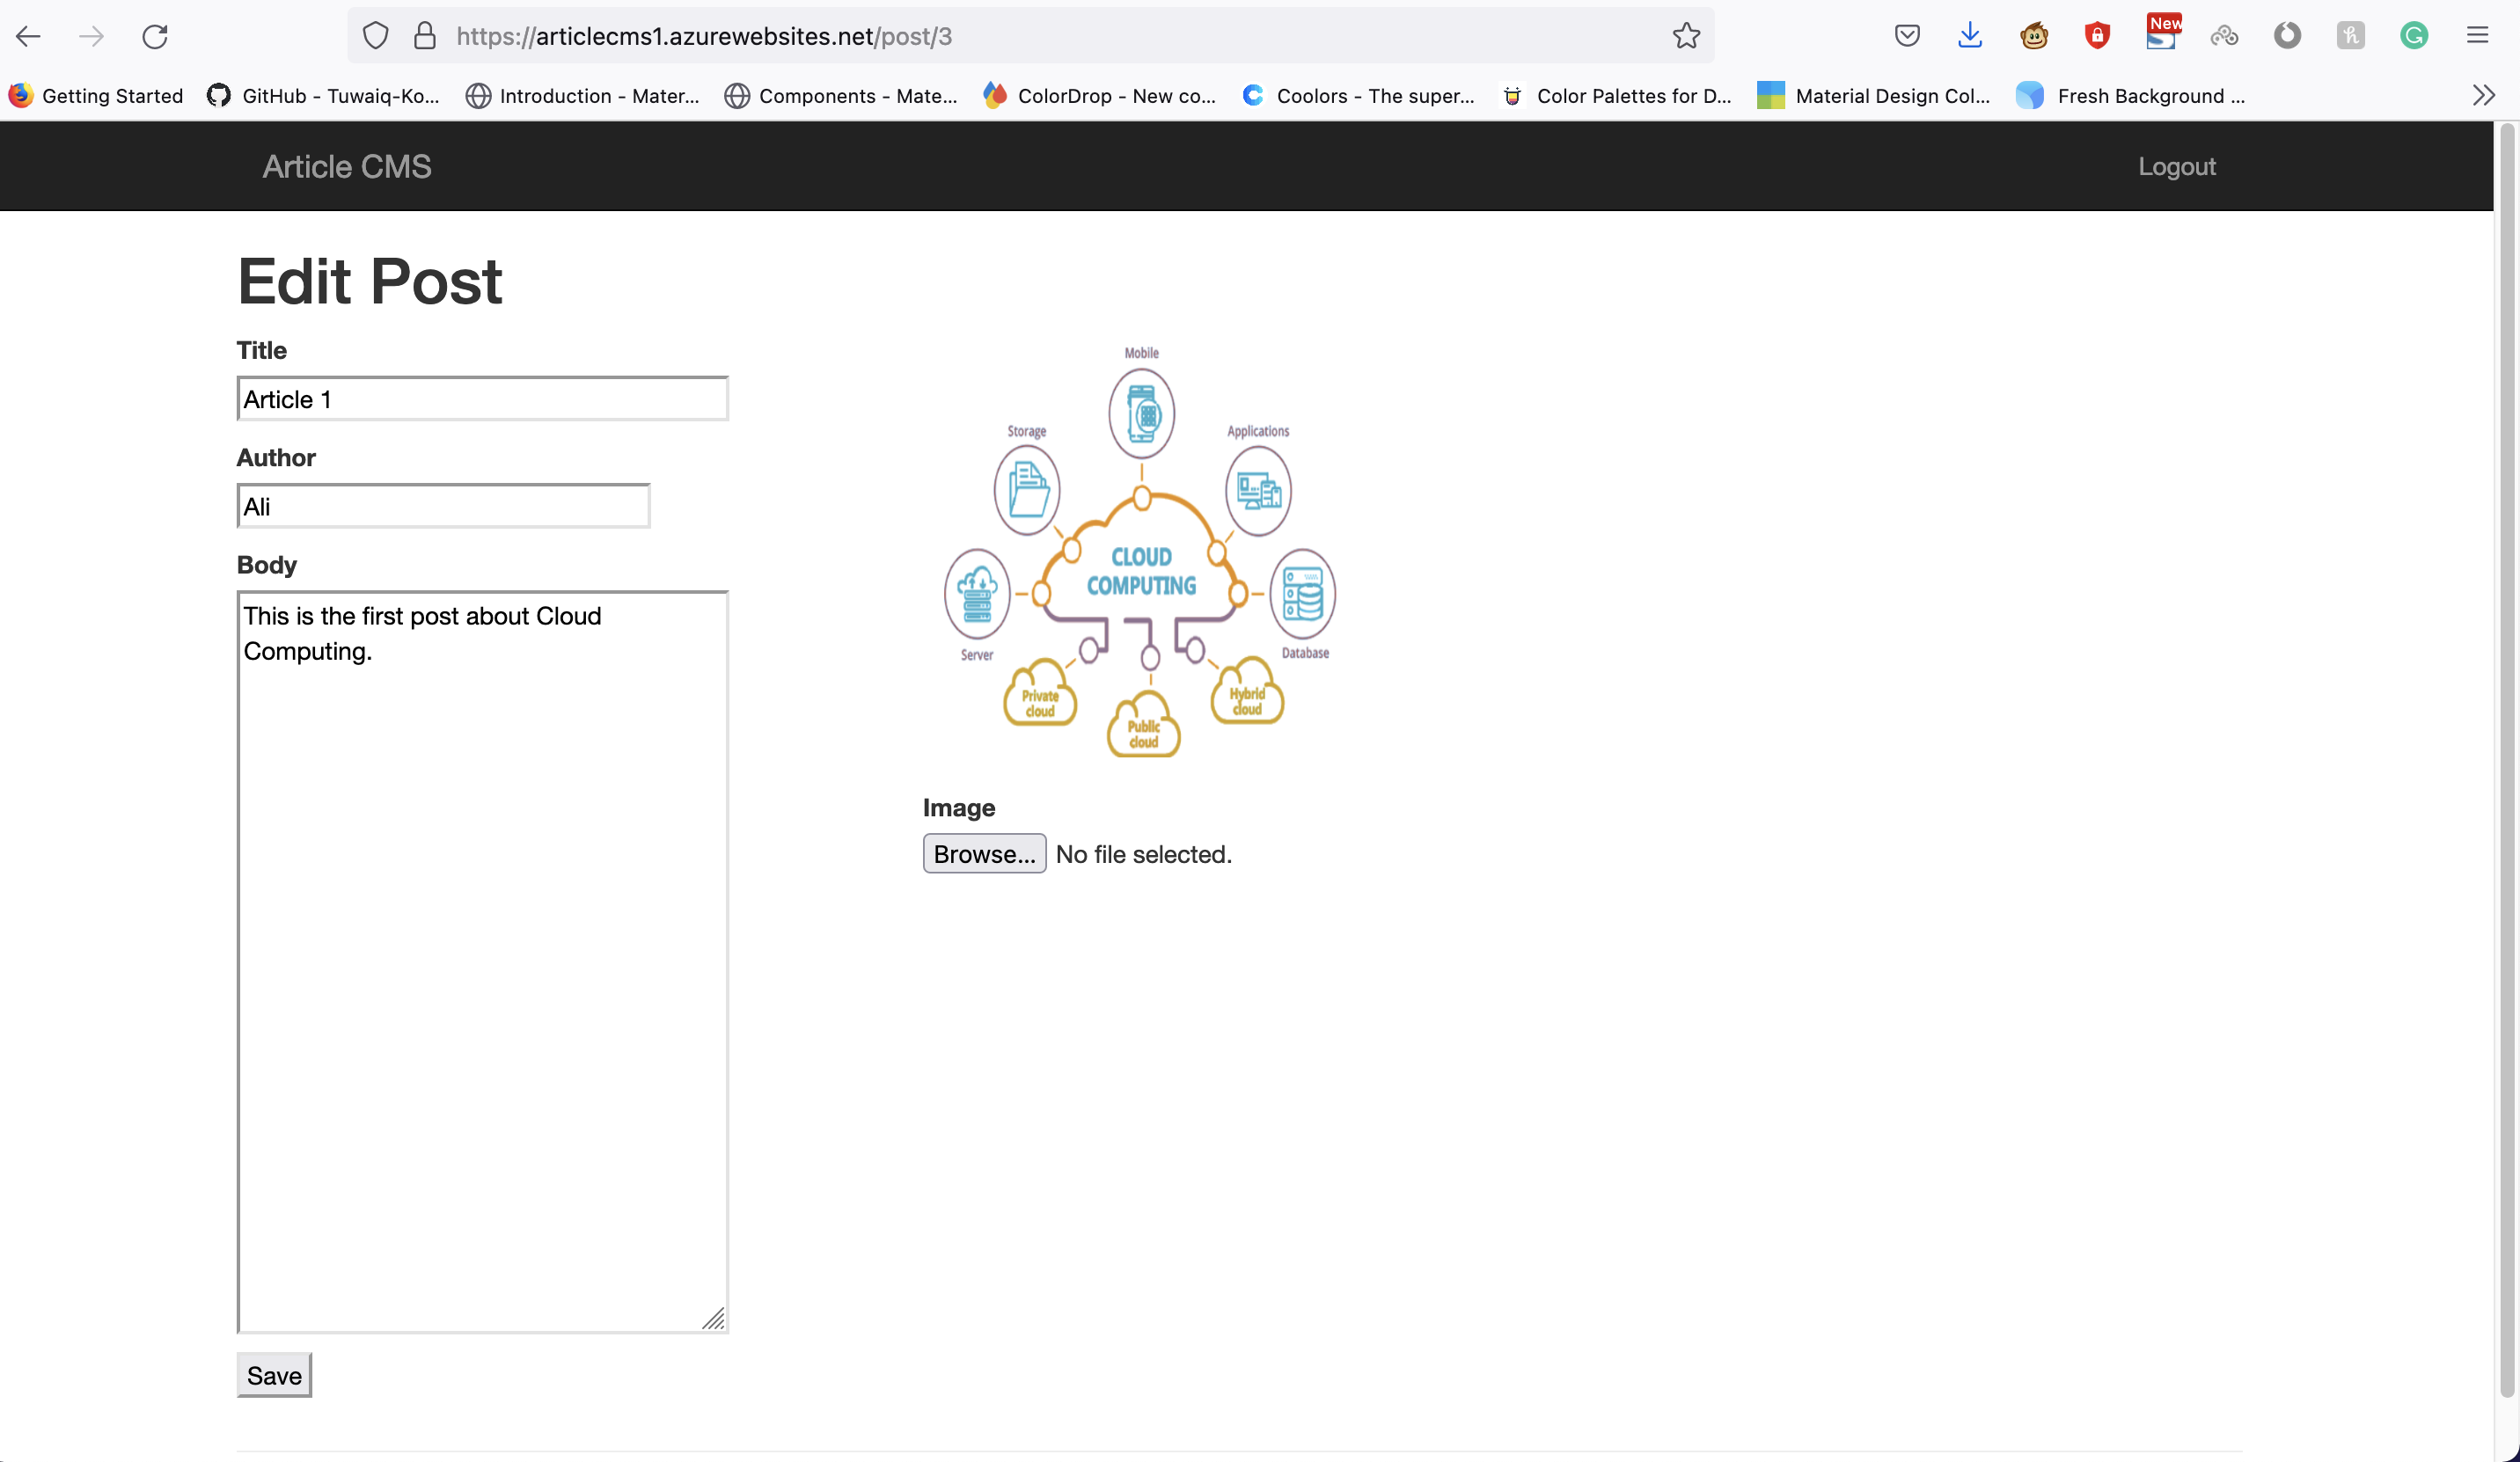 https://articlecms1.azurewebsites.net/post/3
New
Getting Started
GitHub - Tuwaiq-Ko...
Introduction - Mater...
Components - Mate...
ColorDrop - New co...
Coolors - The super...
Color Palettes for D...
Material Design Col...
Fresh Background ...
Article CMS
Logout
Edit Post
Title
Article 1
Author
Ali
Body
This is the first post about Cloud
Computing.
Save
Mobile
Storage
Applications
CLOUD
COMPUTING
Server
Database
Private
cloud
Public
cloud
Hybrid
cloud
Image
Browse... No file selected.